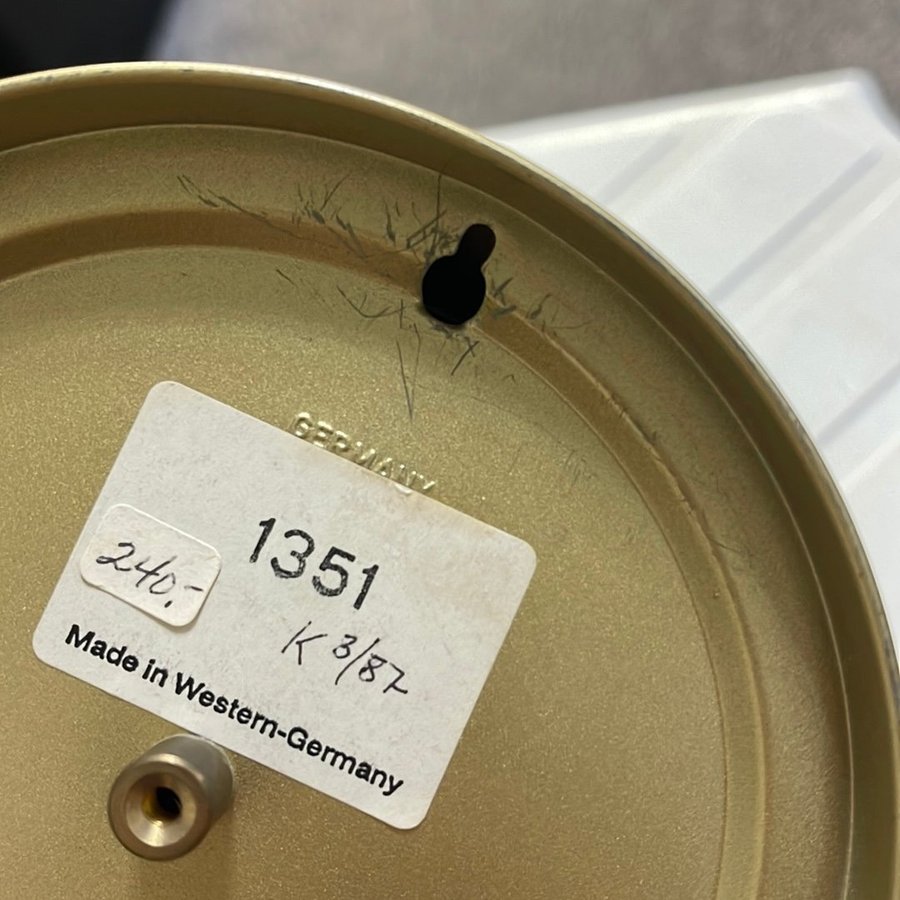 GERMANY
1351
240,-
K 3/87
Made in Western-Germany